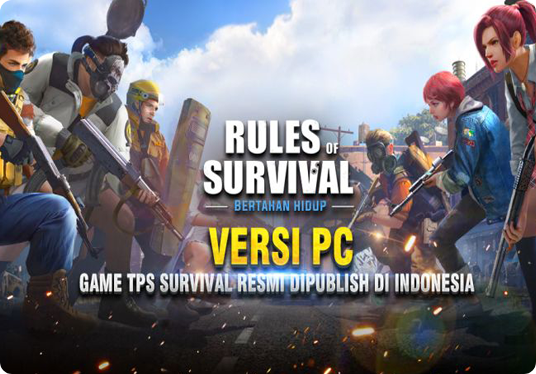 RULES OF
SURVIVAL
BERTAHAN HIDUP
VERSI PC
GAME TPS SURVIVAL RESMI DIPUBLISH DI INDONESIA